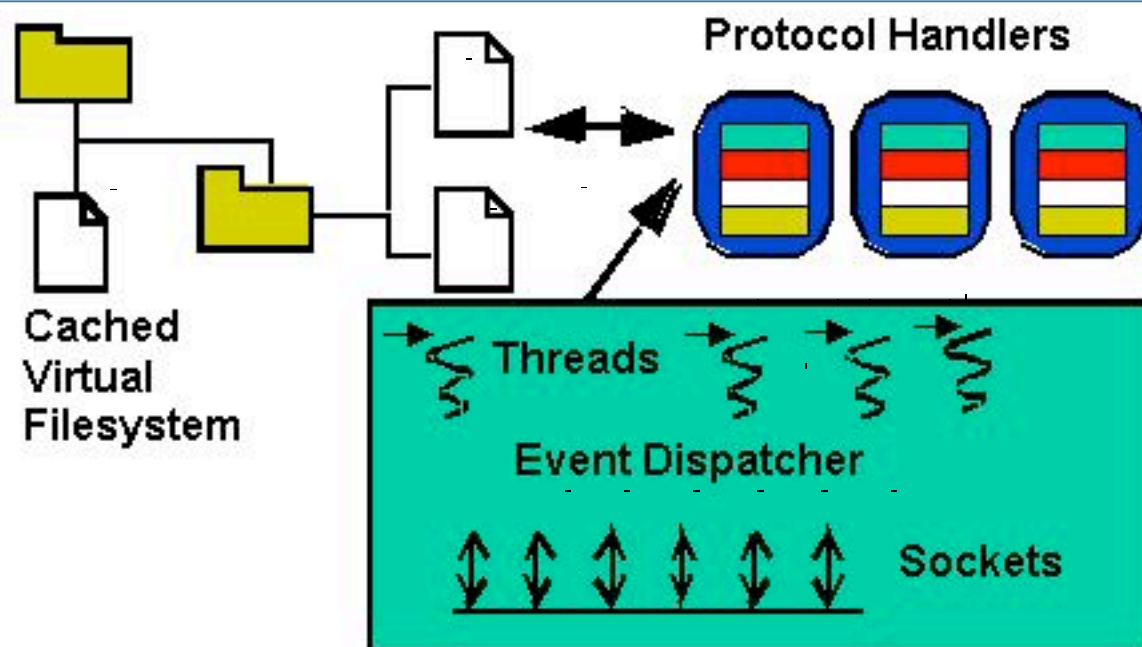 Protocol Handlers
Cached
Virtual
Filesystem
Threads
Event Dispatcher
Sockets